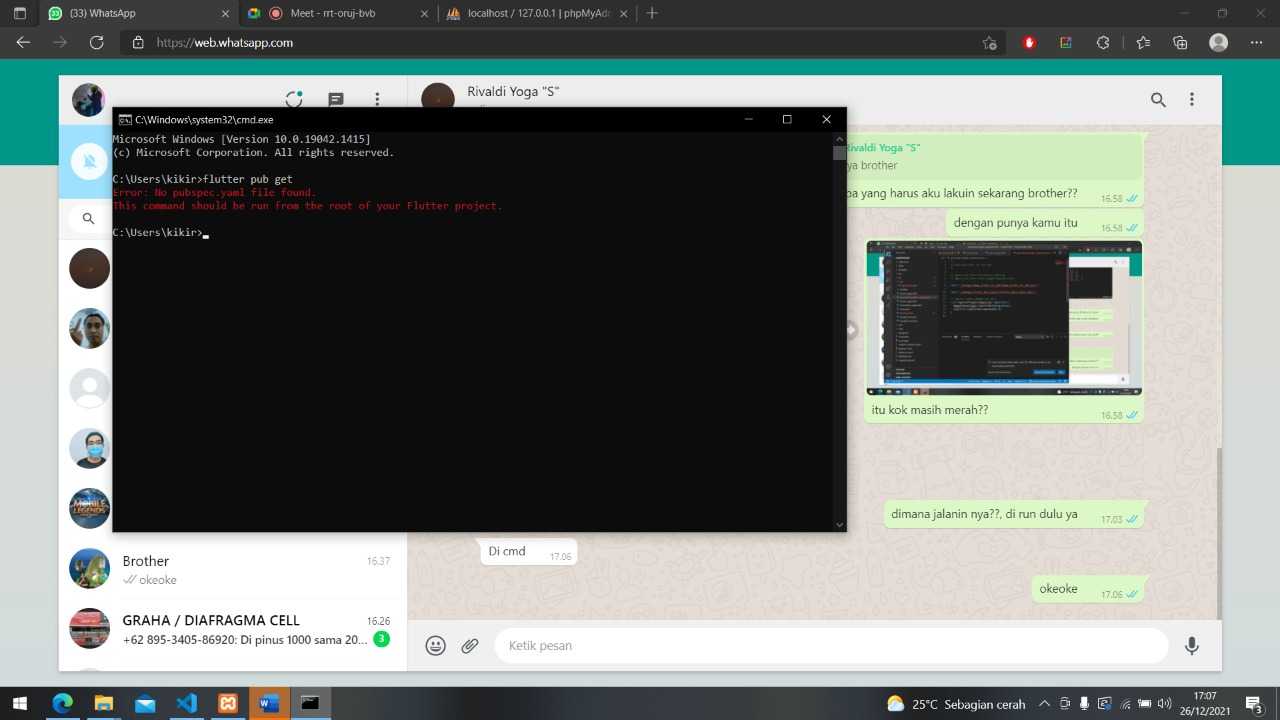 (33) WhatsApp
Meet - rrt-oruj-bvb
localhost / 127.0.0.1 | phpMyAdm
https://web.whatsapp.com
Rivaldi Yoga "S"
C:\Windows\system32\cmd.exe
Microsoft Windows [Version 10.0.19042.1415]
(c) Microsoft Corporation. All rights reserved.
C:\Users\kikir>flutter pub get
Error: No pubspec.yaml file found.
This command should be run from the root of your Flutter project.
C:\Users\kikir>
Rivaldi Yoga "S"
ya brother
pa yang harus aku lakuin sekarang brother??
16.58
dengan punya kamu itu
16.58
itu kok masih merah??
16.58
dimana jalanin nya??, di run dulu ya
17.03
Di cmd
17.06
okeoke
17.06
Brother
16.37
okeoke
GRAHA / DIAFRAGMA CELL
16.26
+62 895-3405-86920: Di pinus 1000 sama 20...
3
Ketik pesan
25°C Sebagian cerah
17:07
26/12/2021
3